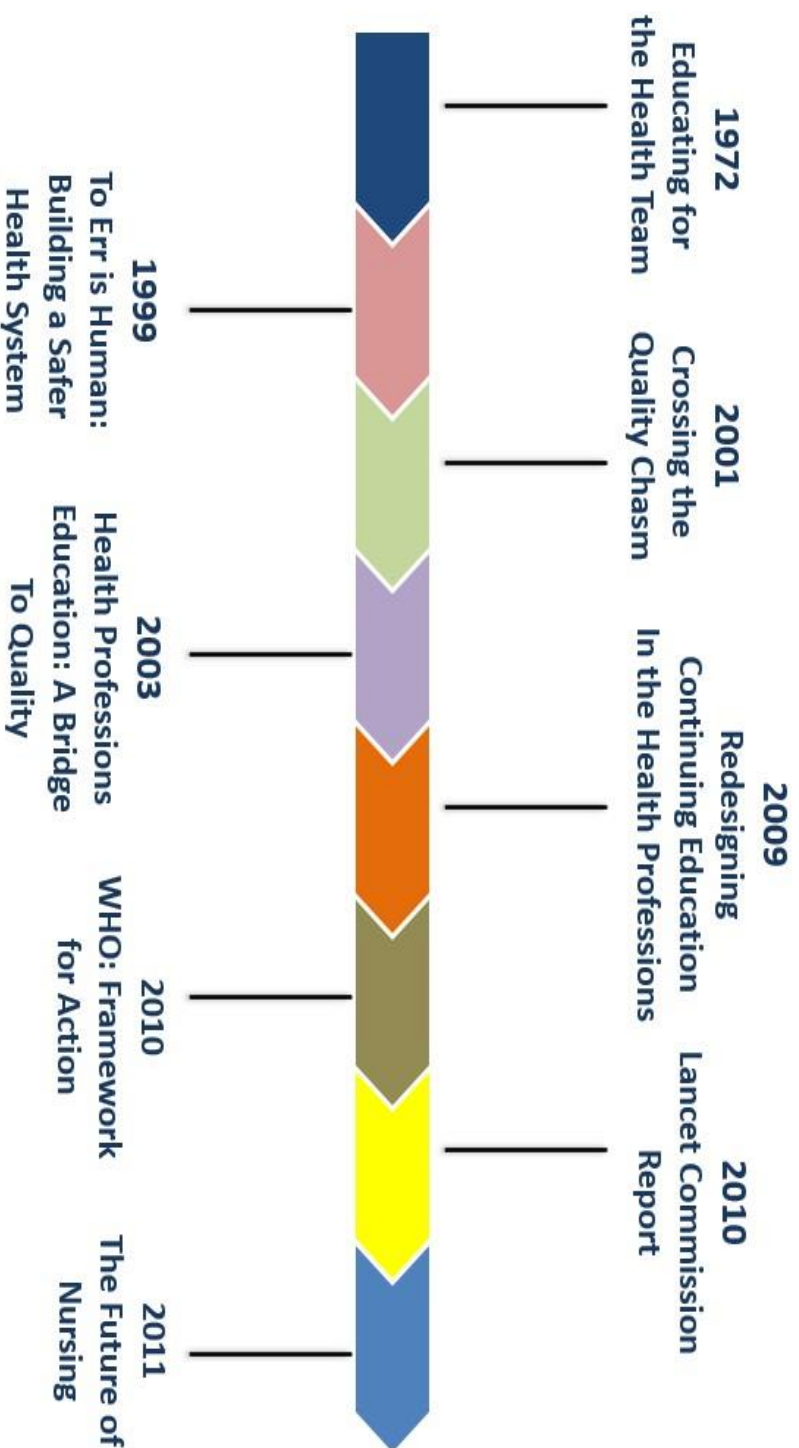 1972
Educating for
the Health Team
2001
Crossing the
Quality Chasm
2009
Redesigning
Continuing Education
In the Health Professions
2010
Lancet Commission
Report
1999
To Err is Human:
Building a Safer
Health System
2003
Health Professions
Education: A Bridge
To Quality
2010
WHO: Framework
for Action
2011
The Future of
Nursing